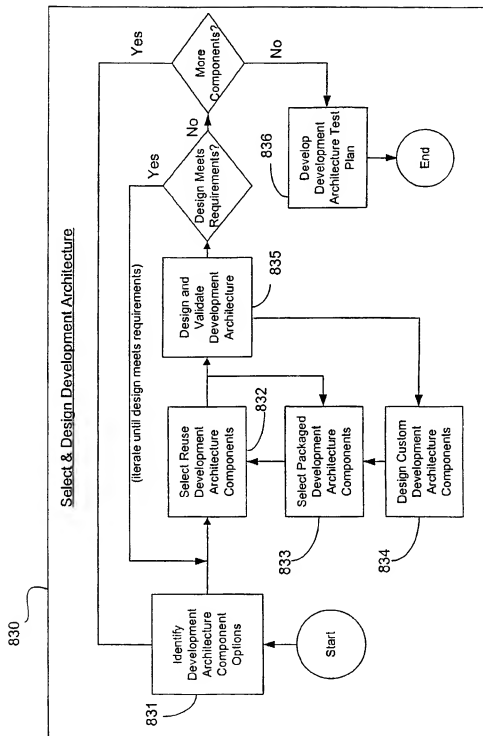 830
Select & Design Development Architecture
Yes
(iterate until design meets requirements)
Yes
More
Components?
No
Design Meets
Requirements?
No
Identify
Development
Architecture
Component
Options
831
Select Reuse
Development
Architecture
Components
832
Design and
Validate
Development
Architecture
835
Develop
Development
Architecture Test
Plan
836
Select Packaged
Development
Architecture
Components
833
Design Custom
Development
Architecture
Components
834
Start
End